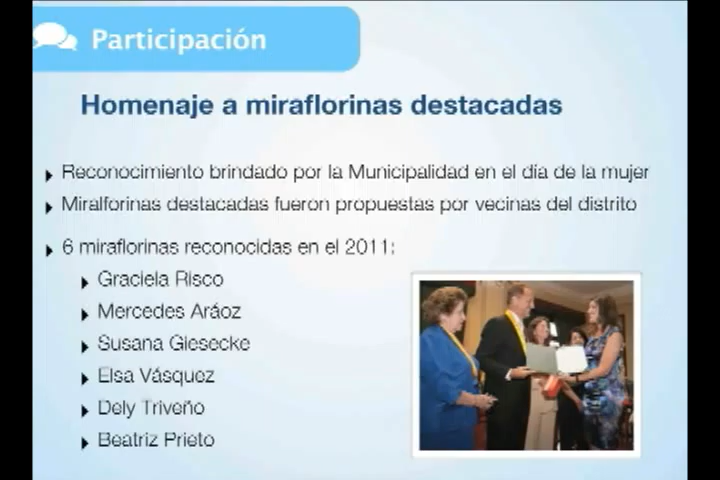 Participación
Homenaje a miraflorinas destacadas
Reconocimiento brindado por la Municipalidad en el día de la mujer
Miralforinas destacadas fueron propuestas por vecinas del distrito
6 miraflorinas reconocidas en el 2011:
Graciela Risco
Mercedes Aráoz
Susana Giesecke
Elsa Vásquez
Dely Triveño
Beatriz Prieto